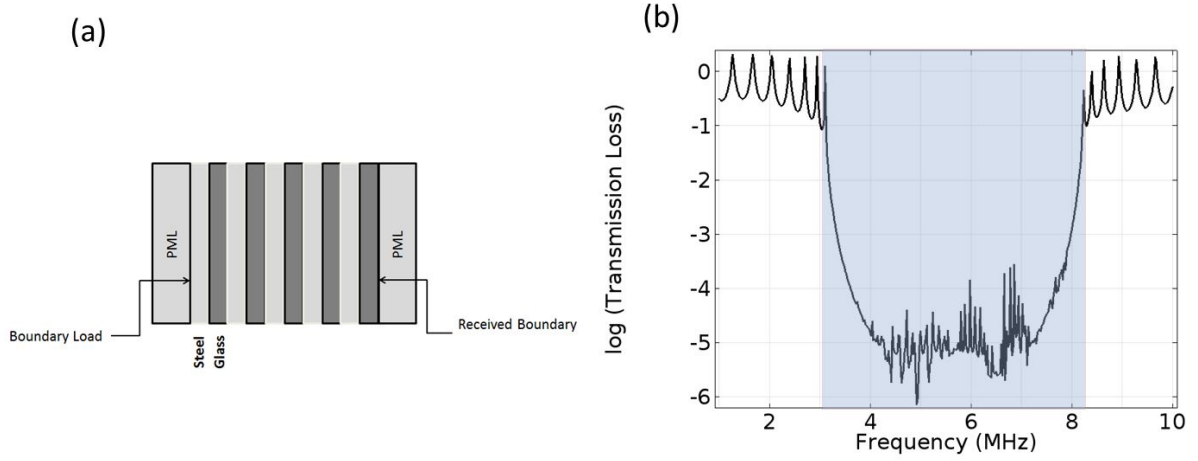 (a)
PML
PML
Boundary Load
Received Boundary
Steel
Glass
(b)
log (Transmission Loss)
0
-1
-2
-3
-4
-5
-6
2 4 6 8 10
Frequency (MHz)